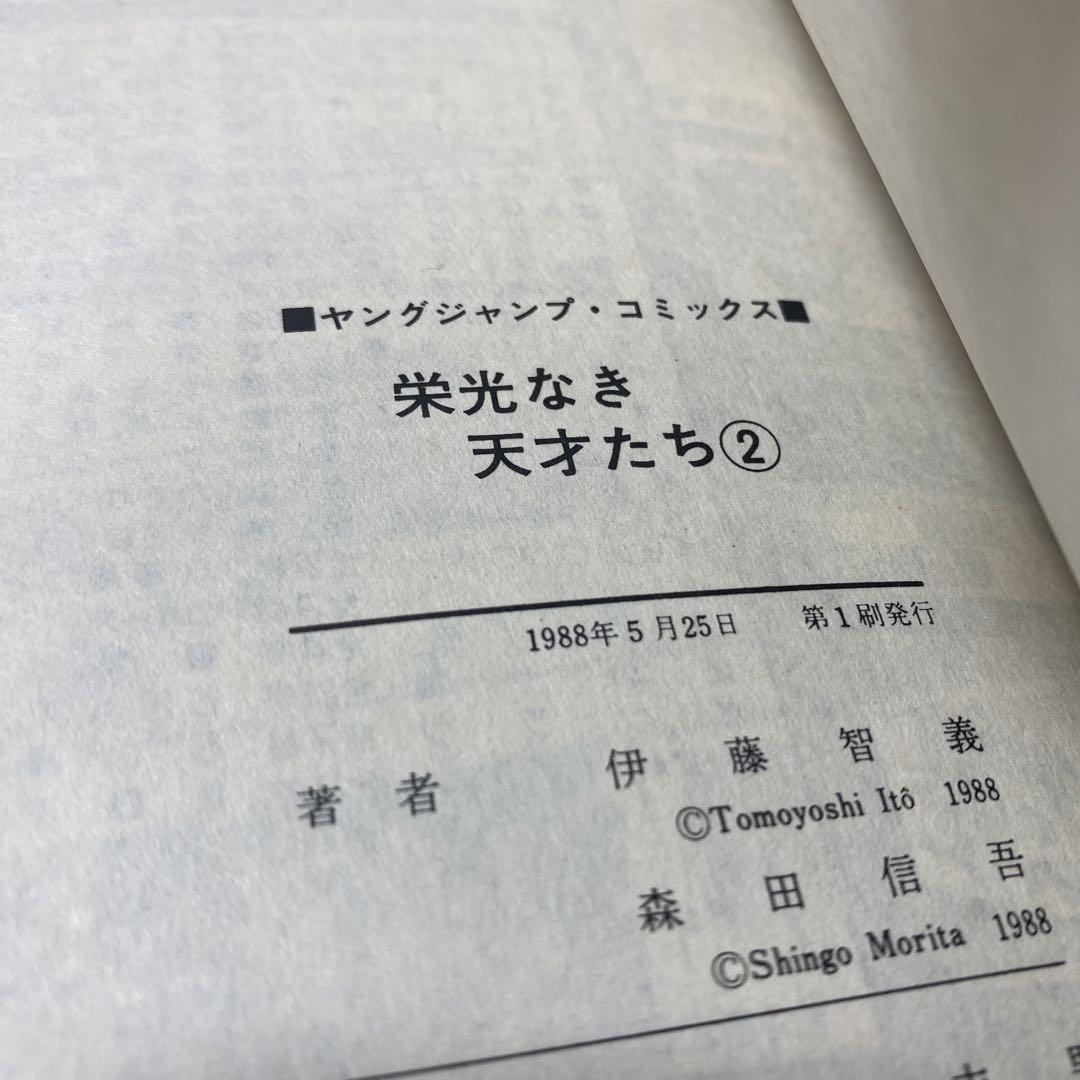 ■ヤングジャンプ・コミックス■
栄光なき
天才たち②
1988年5月25日 第1刷発行
著者 伊藤智義
©Tomoyoshi Itô 1988
森田信吾
©Shingo Morita 1988